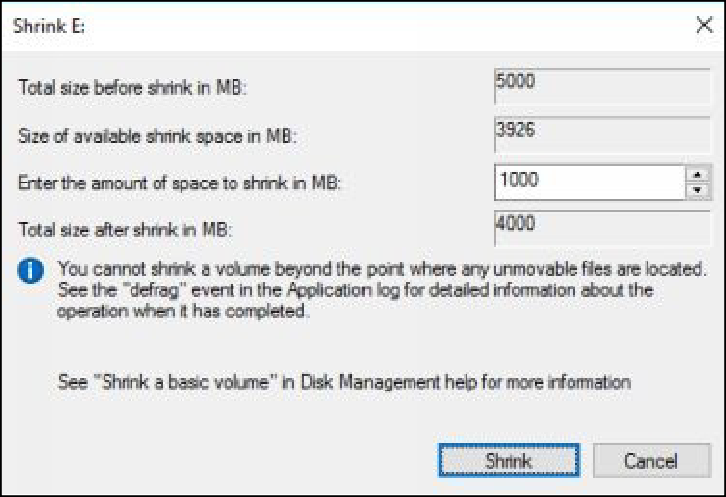 Shrink E:
Total size before shrink in MB: 5000
Size of available shrink space in MB: 3926
Enter the amount of space to shrink in MB: 1000
Total size after shrink in MB: 4000
You cannot shrink a volume beyond the point where any unmovable files are located.
See the "defrag" event in the Application log for detailed information about the
operation when it has completed.
See "Shrink a basic volume" in Disk Management help for more information
Shrink Cancel